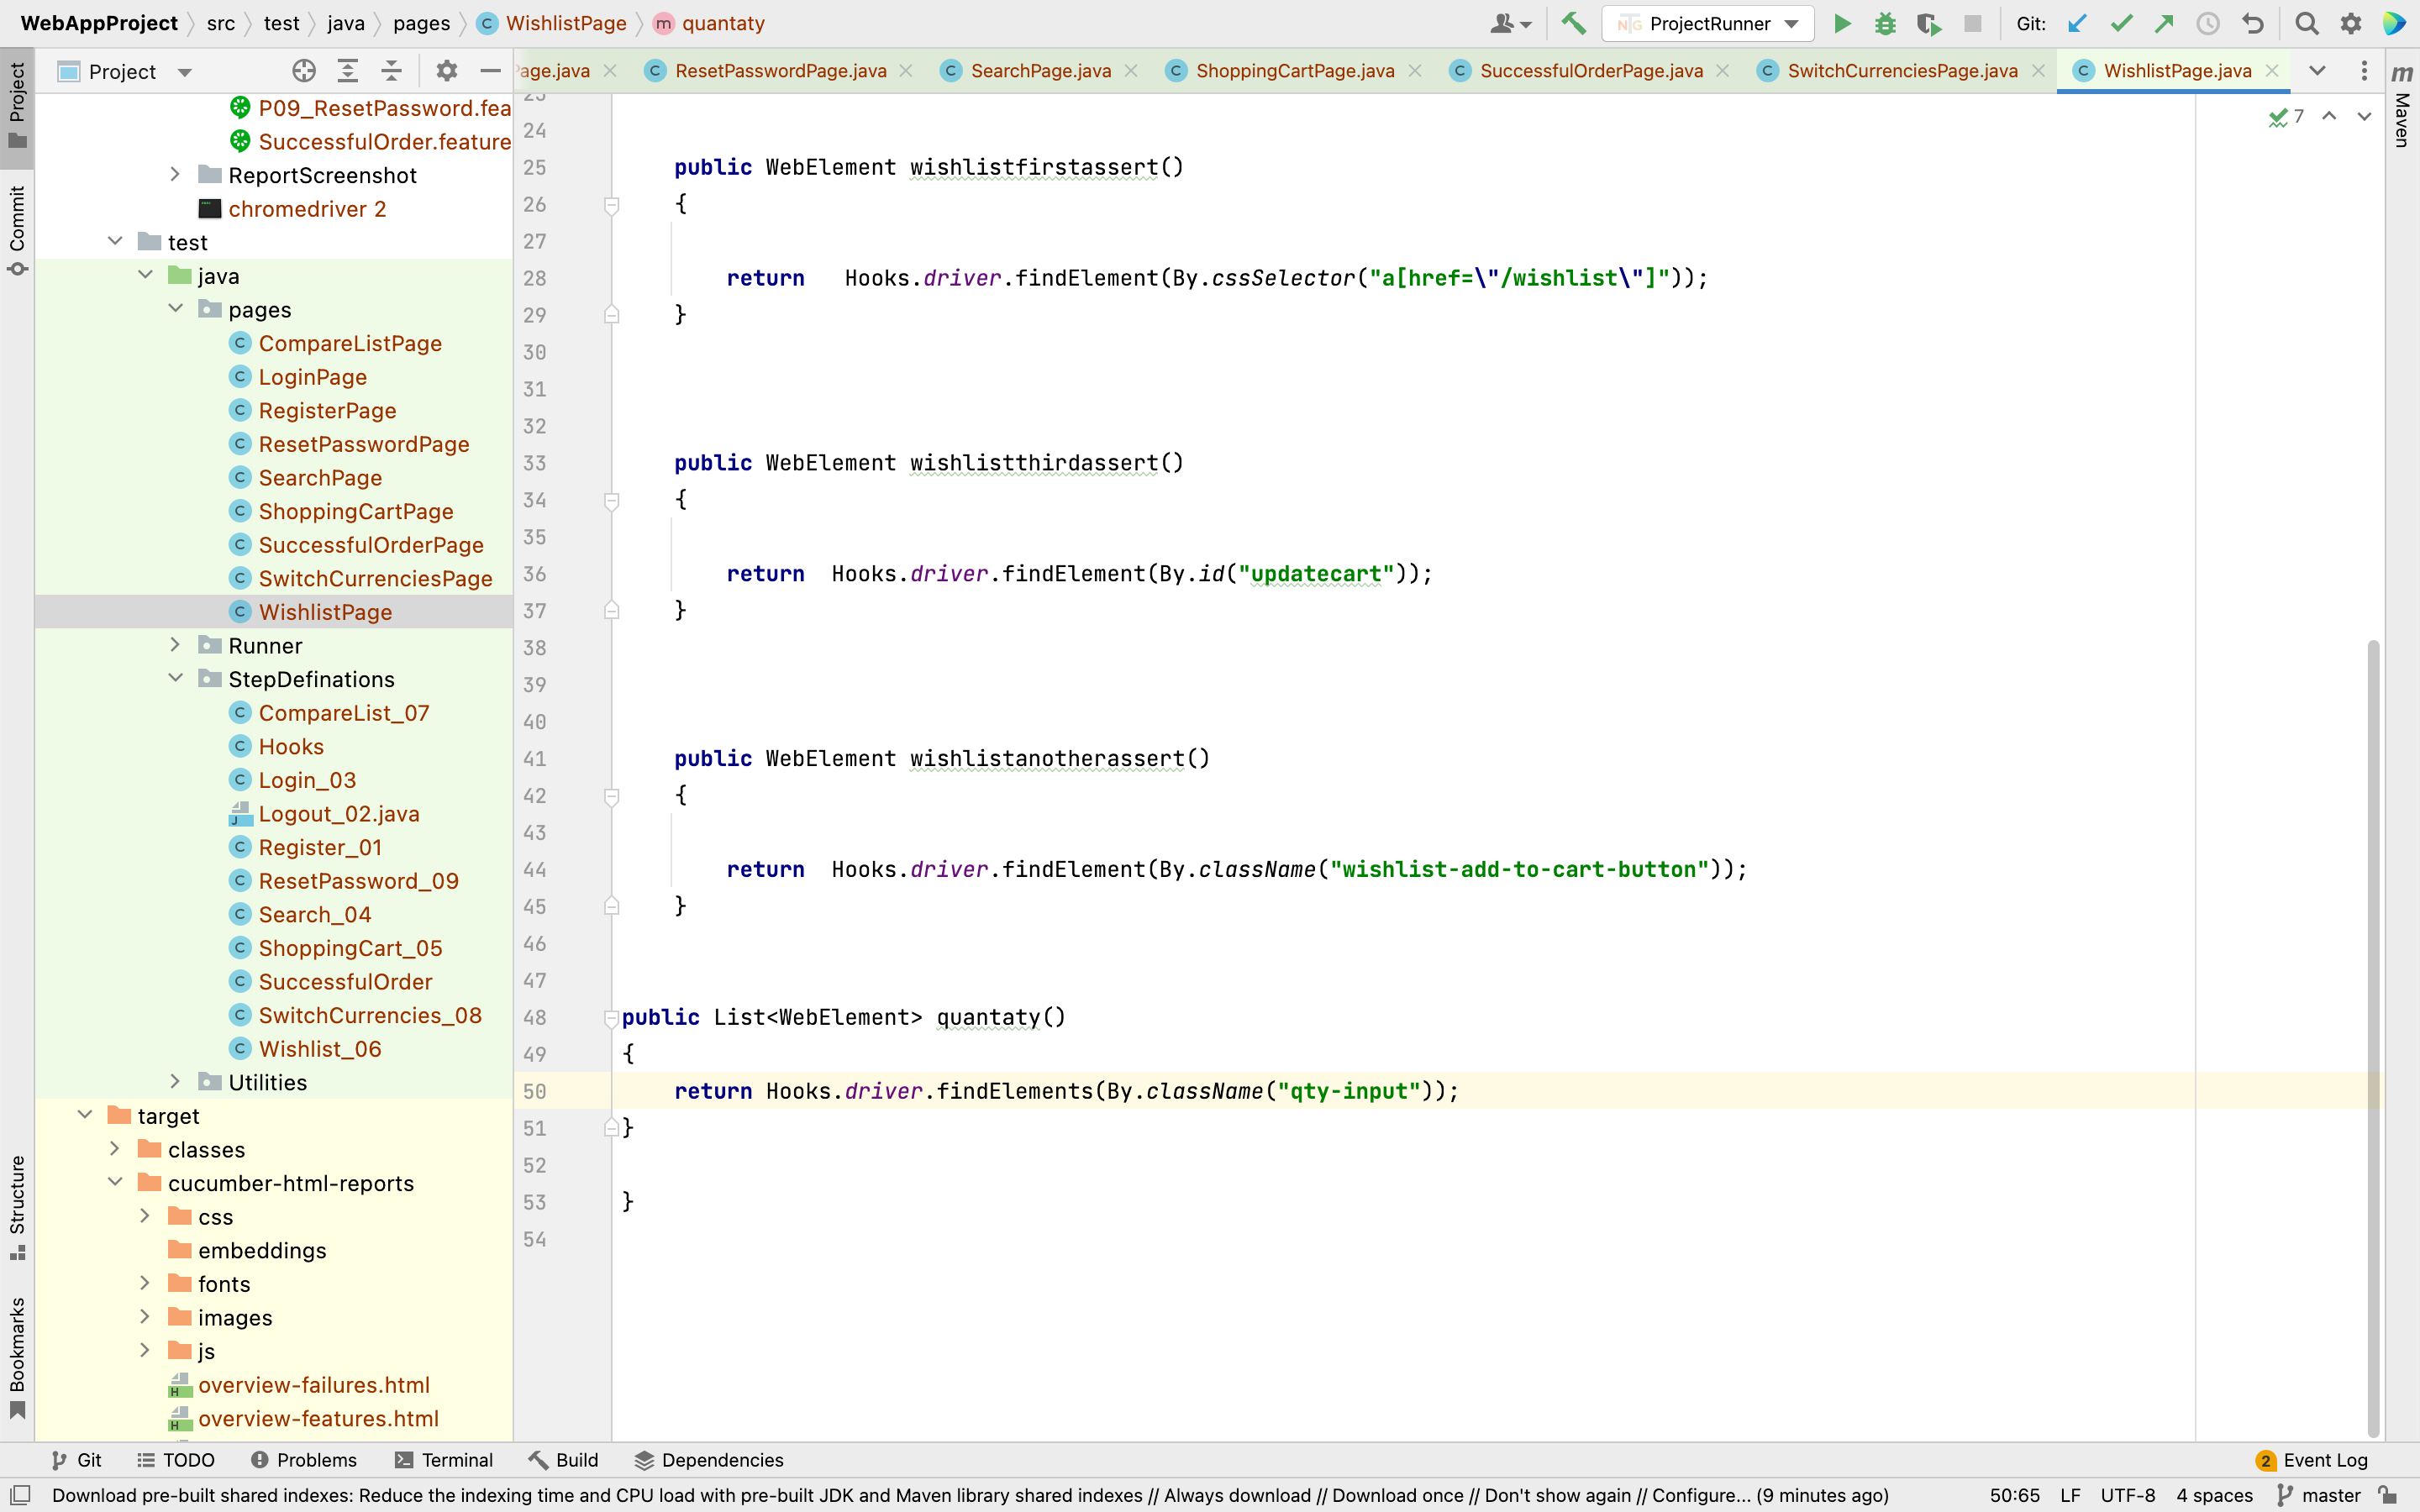 WebAppProject src test java pages WishlistPage quantaty
ProjectRunner Git:
Project
age.java ResetPasswordPage.java SearchPage.java ShoppingCartPage.java SuccessfulOrderPage.java SwitchCurrenciesPage.java WishlistPage.java
Project
Commit
Structure
Bookmarks
m Maven
P09_ResetPassword.fea
SuccessfulOrder.feature
ReportScreenshot
chromedriver 2
test
java
pages
CompareListPage
LoginPage
RegisterPage
ResetPasswordPage
SearchPage
ShoppingCartPage
SuccessfulOrderPage
SwitchCurrenciesPage
WishlistPage
Runner
StepDefinations
CompareList_07
Hooks
Login_03
Logout_02.java
Register_01
ResetPassword_09
Search_04
ShoppingCart_05
SuccessfulOrder
SwitchCurrencies_08
Wishlist_06
Utilities
target
classes
cucumber-html-reports
css
embeddings
fonts
images
js
overview-failures.html
overview-features.html
7
23
24
25 public WebElement wishlistfirstassert()
26 {
27
28 return Hooks.driver.findElement(By.cssSelector("a[href=\"/wishlist\"]"));
29 }
30
31
32
33 public WebElement wishlistthirdassert()
34 {
35
36 return Hooks.driver.findElement(By.id("updatecart"));
37 }
38
39
40
41 public WebElement wishlistanotherassert()
42 {
43
44 return Hooks.driver.findElement(By.className("wishlist-add-to-cart-button"));
45 }
46
47
48 public List<WebElement> quantaty()
49 {
50 return Hooks.driver.findElements(By.className("qty-input"));
51 }
52
53 }
54
Git TODO Problems Terminal Build Dependencies 2 Event Log
Download pre-built shared indexes: Reduce the indexing time and CPU load with pre-built JDK and Maven library shared indexes // Always download // Download once // Don't show again // Configure... (9 minutes ago) 50:65 LF UTF-8 4 spaces master